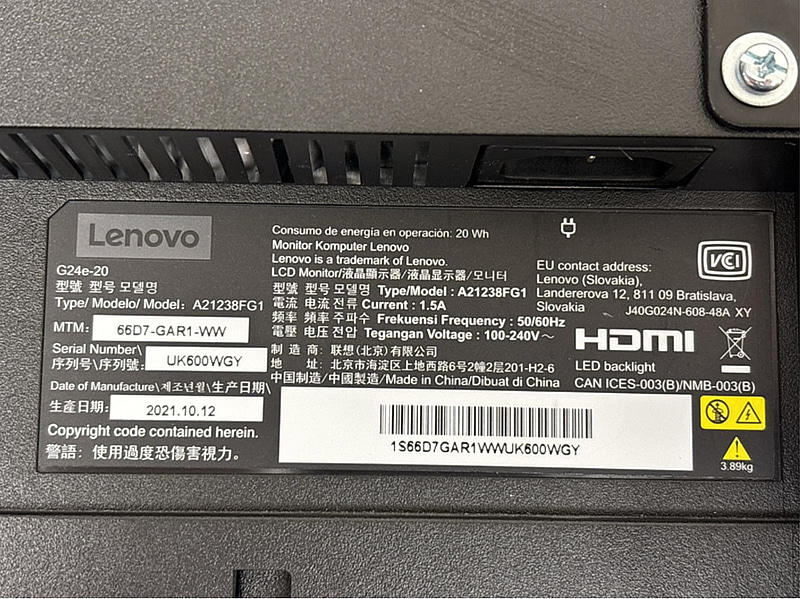 Lenovo
G24e-20
型號 型号 모델명
Type/ Modelo/ Model: A21238FG1
MTM: 66D7-GAR1-WW
Serial Number\
序列号\序列號: UK600WGY
Date of Manufacture\제조년월\生产日期\
生產日期: 2021.10.12
Copyright code contained herein.
警語: 使用過度恐傷害視力。
Consumo de energía en operación: 20 Wh
Monitor Komputer Lenovo
Lenovo is a trademark of Lenovo.
LCD Monitor/液晶顯示器/液晶显示器/모니터
型號 型号 모델명 Type/Model : A21238FG1
電流 电流 전류 Current : 1.5A
頻率 频率 주파수 Frekuensi Frequency : 50/60Hz
電壓 电压 전압 Tegangan Voltage : 100-240V~
制 造 商: 联想(北京)有限公司
地 址: 北京市海淀区上地西路6号2幢2层201-H2-6
中国制造/中國製造/Made in China/Dibuat di China
EU contact address:
Lenovo (Slovakia),
Landererova 12, 811 09 Bratislava,
Slovakia
J40G024N-608-48A XY
VCI
HDMI
LED backlight
CAN ICES-003(B)/NMB-003(B)
1S66D7GAR1WWUK600WGY
3.89kg